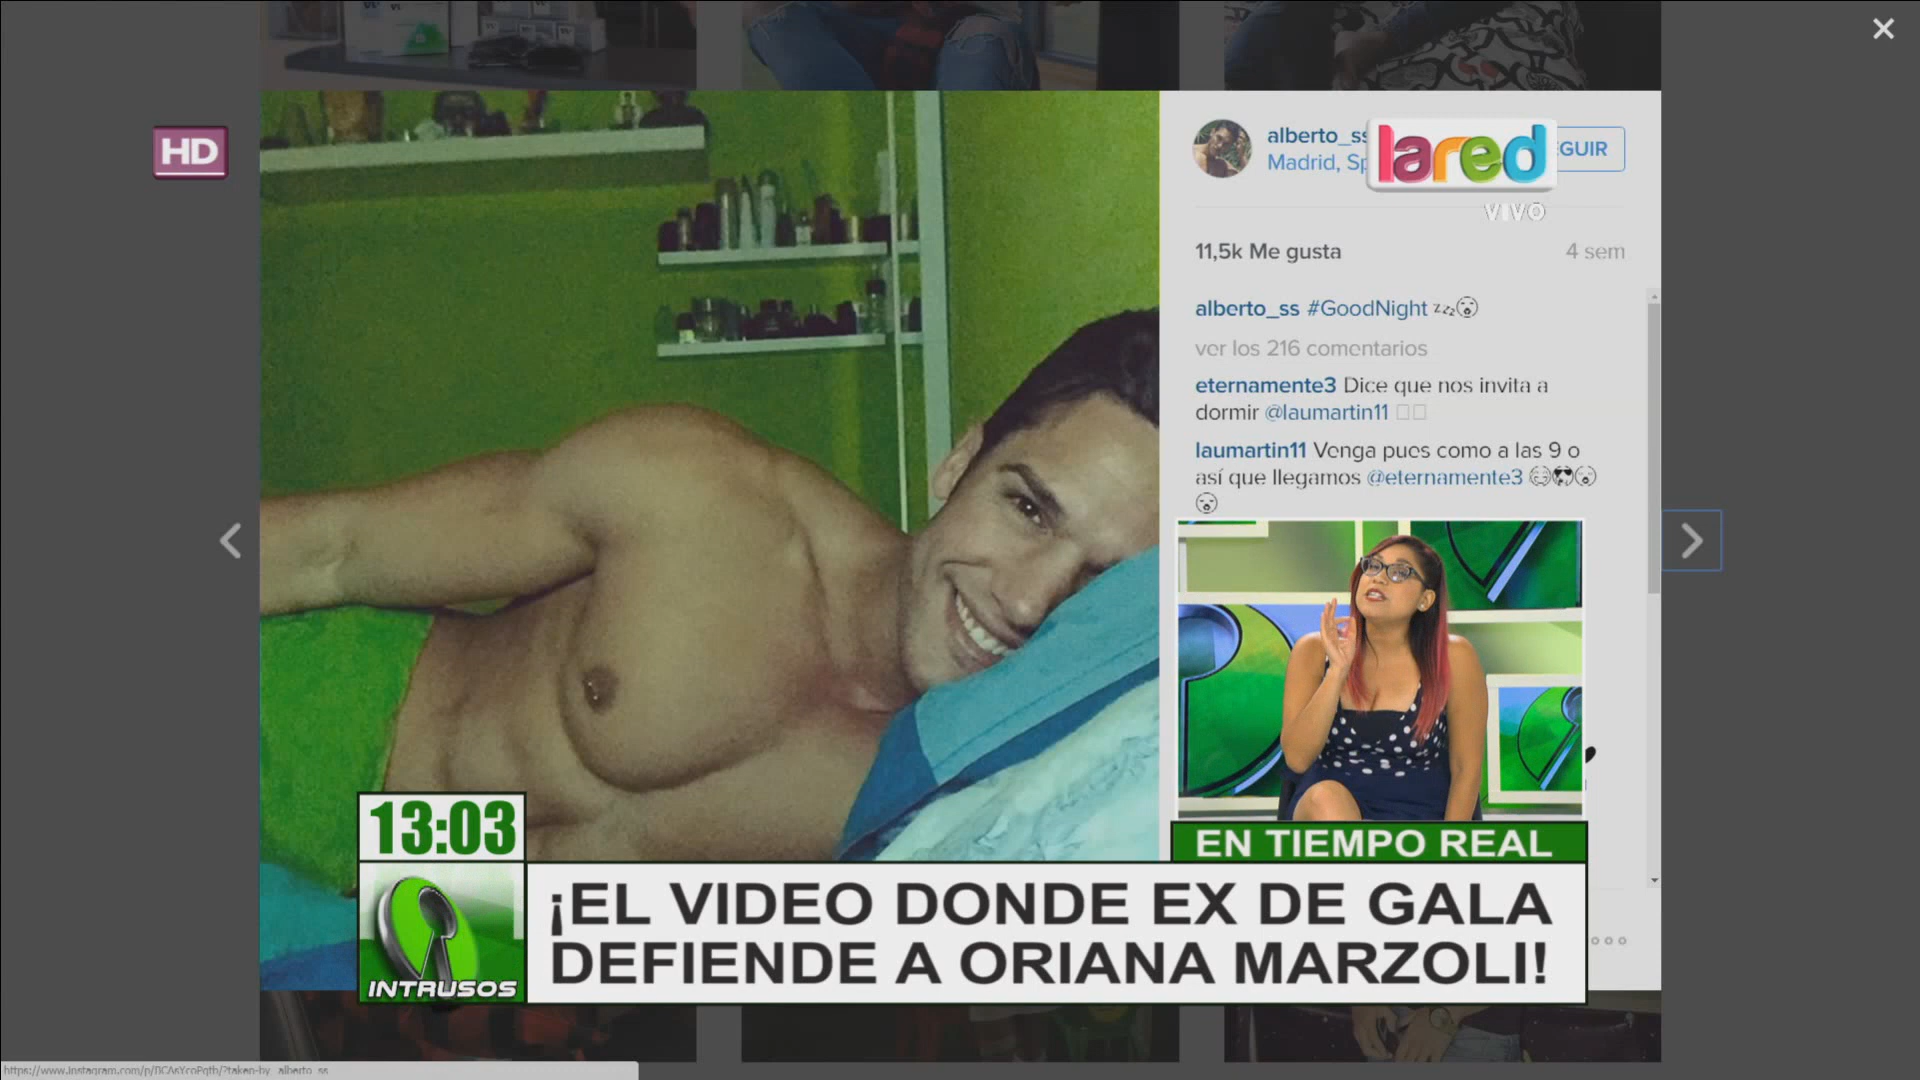 HD
alberto_ss
Madrid, Sp
lared
GUIR
VIVO
11,5k Me gusta
4 sem
alberto_ss #GoodNight zzz
ver los 216 comentarios
eternamente3 Dice que nos invita a
dormir @laumartin11
laumartin11 Venga pues como a las 9 o
así que llegamos @eternamente3
EN TIEMPO REAL
13:03
INTRUSOS
¡EL VIDEO DONDE EX DE GALA
DEFIENDE A ORIANA MARZOLI!